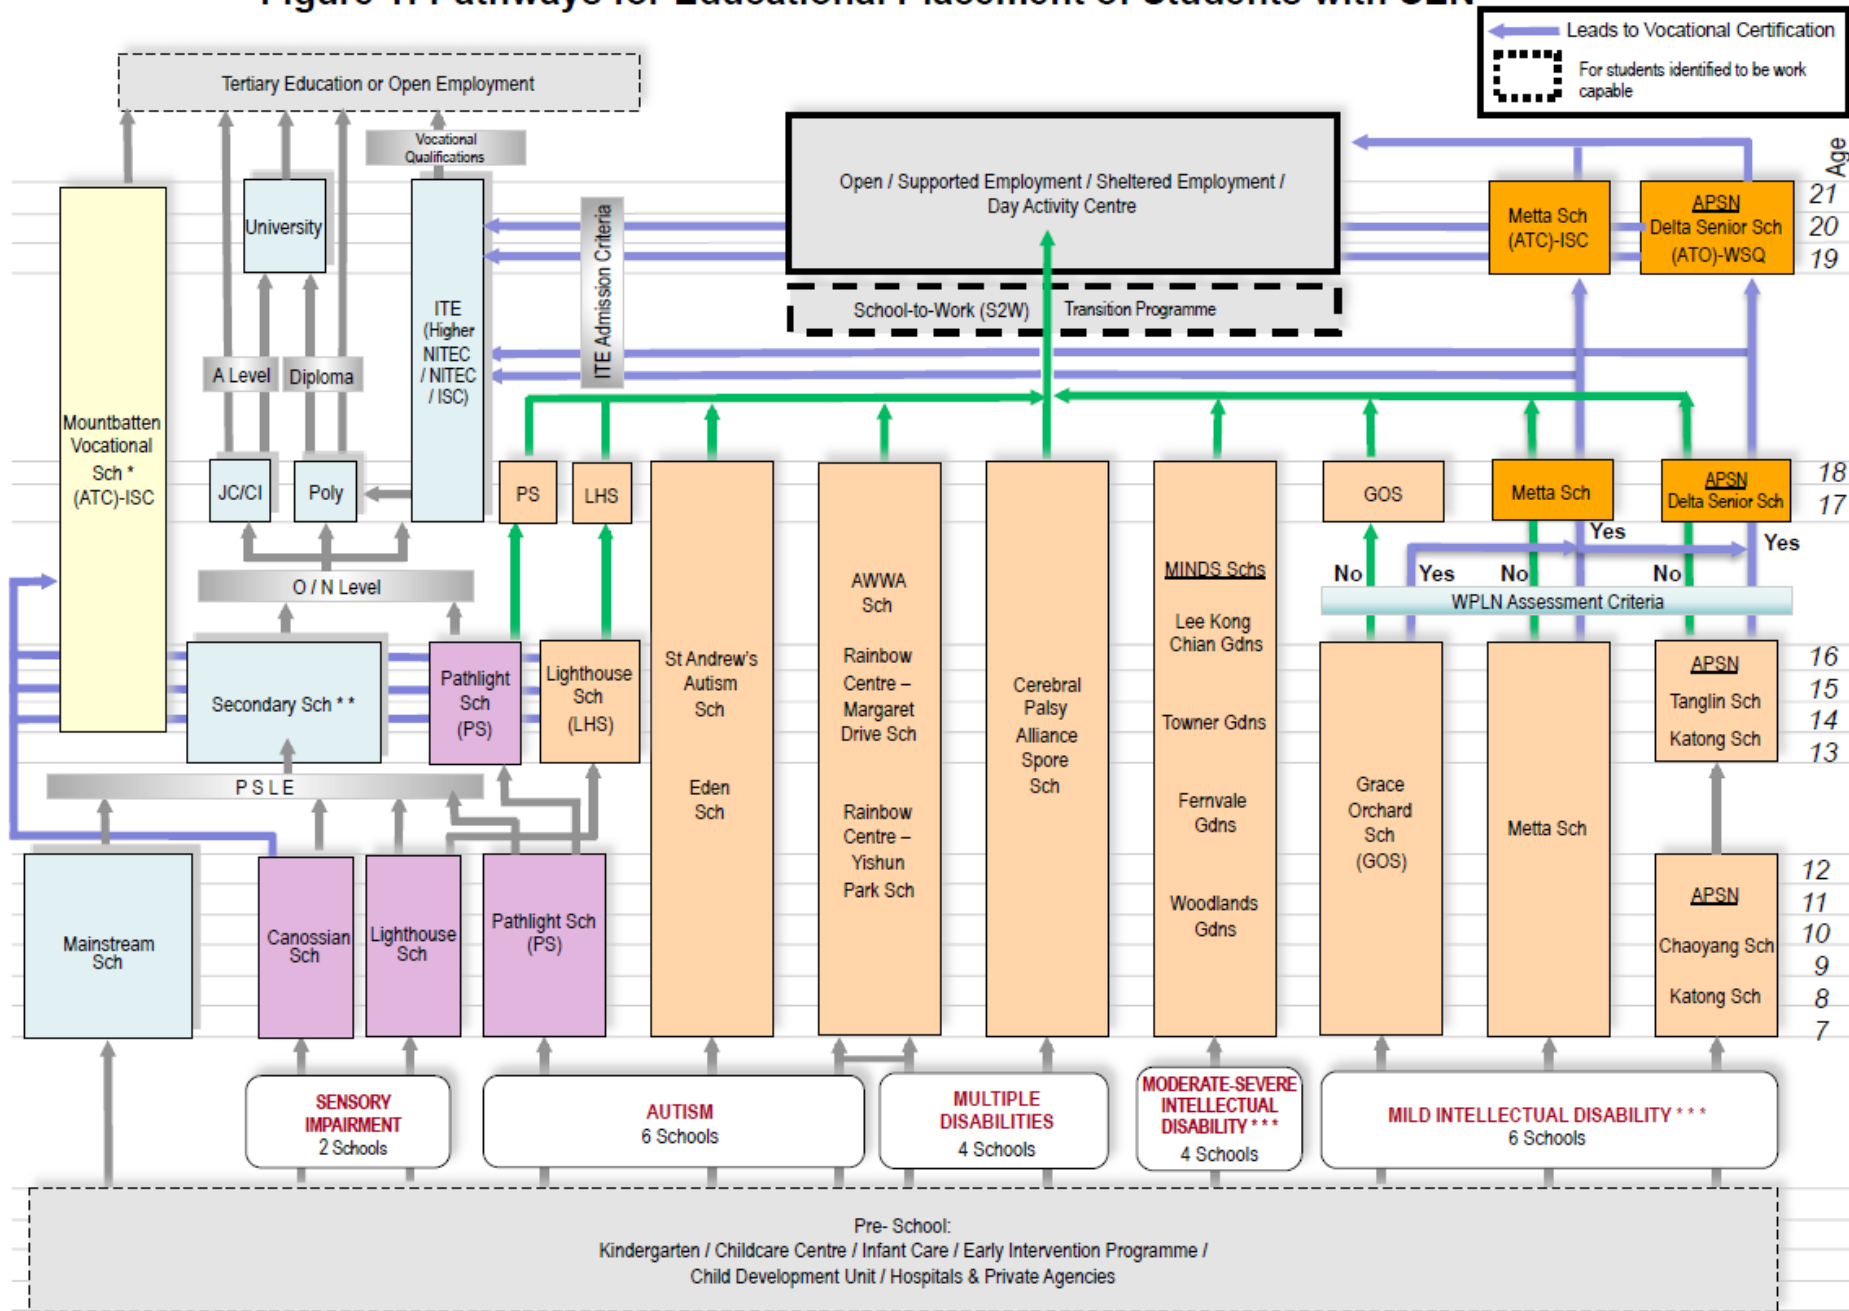 Figure 1: Pathways for Educational Placement of Students with SEN
Leads to Vocational Certification
For students identified to be work
capable
Tertiary Education or Open Employment
Vocational
Qualifications
Open / Supported Employment / Sheltered Employment /
Day Activity Centre
School-to-Work (S2W) Transition Programme
ITE Admission Criteria
Age
21
20
19
18
17
16
15
14
13
12
11
10
9
8
7
Metta Sch
(ATC)-ISC
APSN
Delta Senior Sch
(ATO)-WSQ
University
ITE
(Higher
NITEC
/ NITEC
/ ISC)
A Level
Diploma
Mountbatten
Vocational
Sch *
(ATC)-ISC
JC/CI
Poly
PS
LHS
GOS
Metta Sch
APSN
Delta Senior Sch
Yes
Yes
No
Yes
No
No
WPLN Assessment Criteria
O / N Level
Secondary Sch * *
Pathlight
Sch
(PS)
Lighthouse
Sch
(LHS)
St Andrew's
Autism
Sch
Eden
Sch
AWWA
Sch
Rainbow
Centre –
Margaret
Drive Sch
Rainbow
Centre –
Yishun
Park Sch
Cerebral
Palsy
Alliance
Spore
Sch
MINDS Schs
Lee Kong
Chian Gdns
Towner Gdns
Fernvale
Gdns
Woodlands
Gdns
Grace
Orchard
Sch
(GOS)
Metta Sch
APSN
Tanglin Sch
Katong Sch
APSN
Chaoyang Sch
Katong Sch
P S L E
Mainstream
Sch
Canossian
Sch
Lighthouse
Sch
Pathlight Sch
(PS)
SENSORY
IMPAIRMENT
2 Schools
AUTISM
6 Schools
MULTIPLE
DISABILITIES
4 Schools
MODERATE-SEVERE
INTELLECTUAL
DISABILITY * * *
4 Schools
MILD INTELLECTUAL DISABILITY * * *
6 Schools
Pre- School:
Kindergarten / Childcare Centre / Infant Care / Early Intervention Programme /
Child Development Unit / Hospitals & Private Agencies